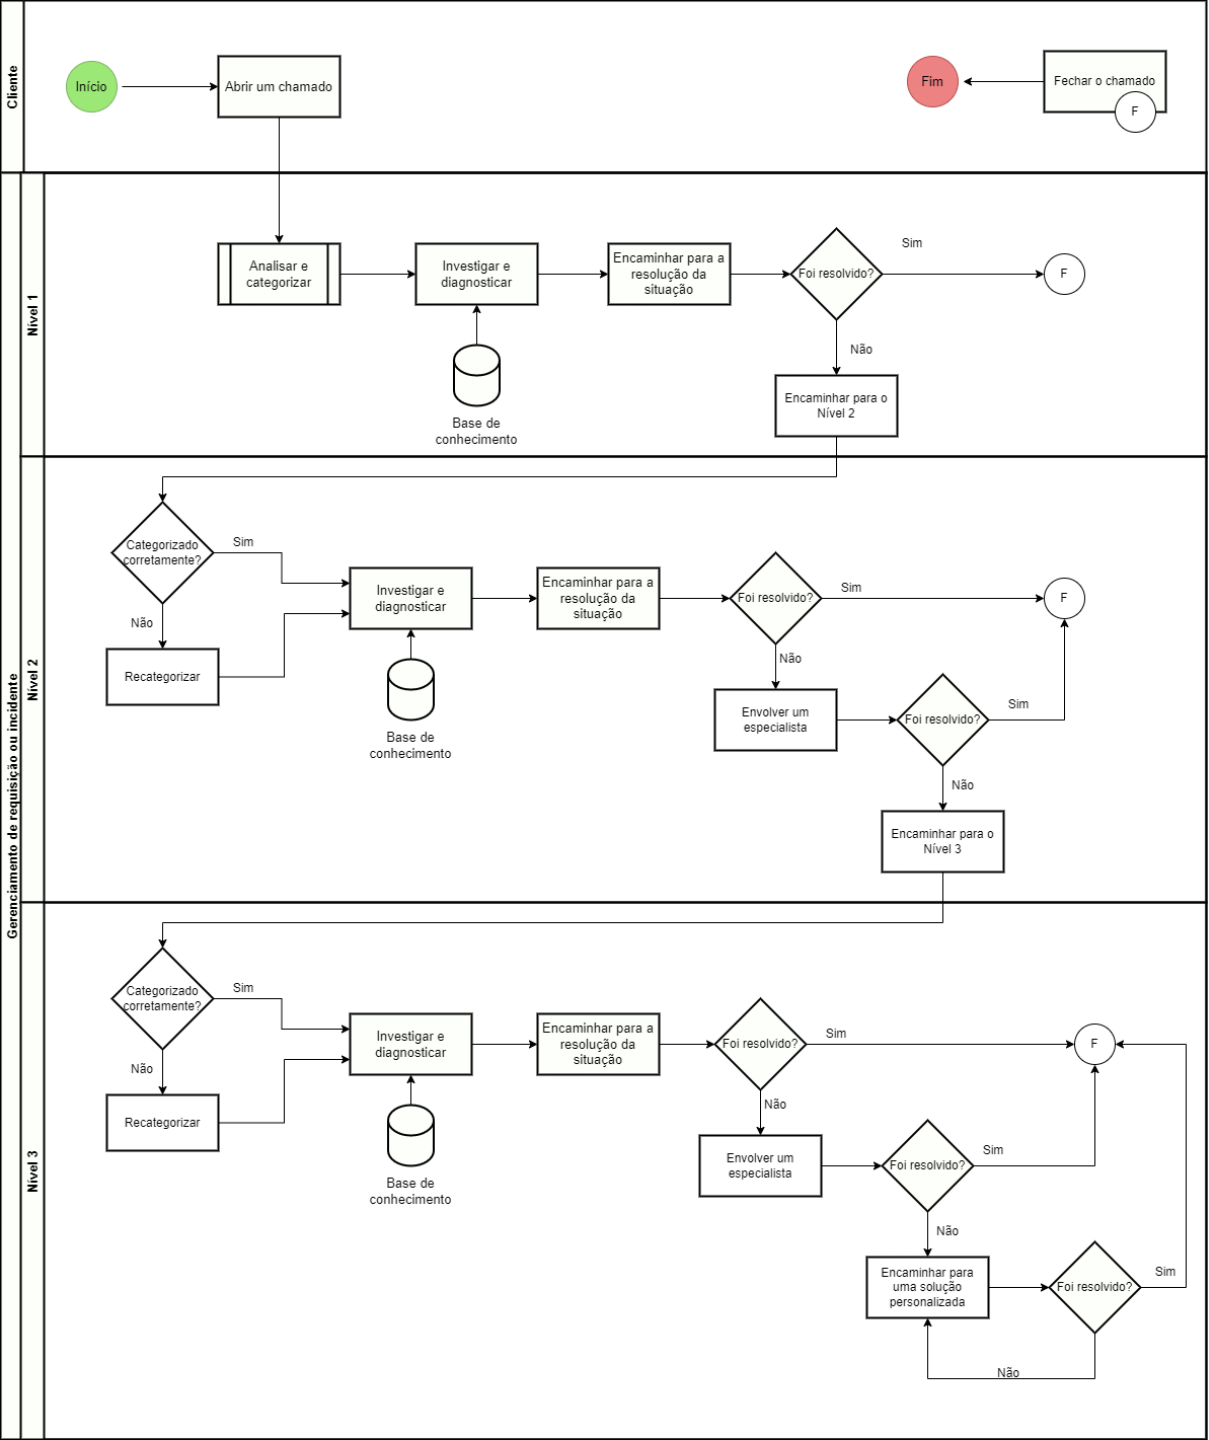 Cliente
Início
Abrir um chamado
Fim
Fechar o chamado
F
Gerenciamento de requisição ou incidente
Nível 1
Analisar e
categorizar
Investigar e
diagnosticar
Encaminhar para a
resolução da
situação
Foi resolvido?
Sim
F
Não
Base de
conhecimento
Encaminhar para o
Nível 2
Nível 2
Categorizado
corretamente?
Sim
Não
Recategorizar
Investigar e
diagnosticar
Base de
conhecimento
Encaminhar para a
resolução da
situação
Foi resolvido?
Sim
F
Não
Envolver um
especialista
Foi resolvido?
Sim
Não
Encaminhar para o
Nível 3
Nível 3
Categorizado
corretamente?
Sim
Não
Recategorizar
Investigar e
diagnosticar
Base de
conhecimento
Encaminhar para a
resolução da
situação
Foi resolvido?
Sim
F
Não
Envolver um
especialista
Foi resolvido?
Sim
Não
Encaminhar para
uma solução
personalizada
Foi resolvido?
Sim
Não